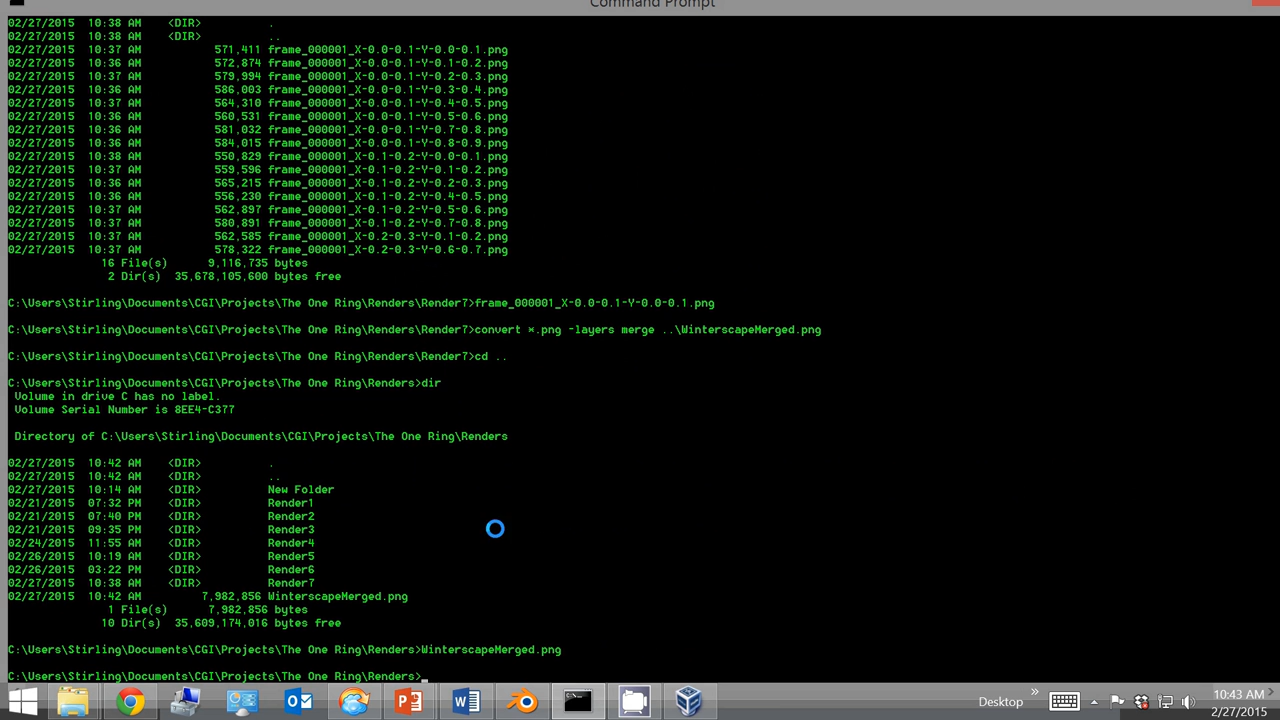 Command Prompt
02/27/2015 10:38 AM <DIR> .
02/27/2015 10:38 AM <DIR> ..
02/27/2015 10:37 AM 571,411 frame_000001_X-0.0-0.1-Y-0.0-0.1.png
02/27/2015 10:36 AM 572,874 frame_000001_X-0.0-0.1-Y-0.1-0.2.png
02/27/2015 10:37 AM 579,994 frame_000001_X-0.0-0.1-Y-0.2-0.3.png
02/27/2015 10:36 AM 586,003 frame_000001_X-0.0-0.1-Y-0.3-0.4.png
02/27/2015 10:37 AM 564,310 frame_000001_X-0.0-0.1-Y-0.4-0.5.png
02/27/2015 10:36 AM 560,531 frame_000001_X-0.0-0.1-Y-0.5-0.6.png
02/27/2015 10:36 AM 581,032 frame_000001_X-0.0-0.1-Y-0.7-0.8.png
02/27/2015 10:36 AM 584,015 frame_000001_X-0.0-0.1-Y-0.8-0.9.png
02/27/2015 10:38 AM 550,829 frame_000001_X-0.1-0.2-Y-0.0-0.1.png
02/27/2015 10:37 AM 559,596 frame_000001_X-0.1-0.2-Y-0.1-0.2.png
02/27/2015 10:36 AM 565,215 frame_000001_X-0.1-0.2-Y-0.2-0.3.png
02/27/2015 10:36 AM 556,230 frame_000001_X-0.1-0.2-Y-0.4-0.5.png
02/27/2015 10:37 AM 562,897 frame_000001_X-0.1-0.2-Y-0.5-0.6.png
02/27/2015 10:37 AM 580,891 frame_000001_X-0.1-0.2-Y-0.7-0.8.png
02/27/2015 10:37 AM 562,585 frame_000001_X-0.2-0.3-Y-0.1-0.2.png
02/27/2015 10:37 AM 578,322 frame_000001_X-0.2-0.3-Y-0.6-0.7.png
16 File(s) 9,116,735 bytes
2 Dir(s) 35,678,105,600 bytes free
C:\Users\Stirling\Documents\CGI\Projects\The One Ring\Renders\Render7>frame_000001_X-0.0-0.1-Y-0.0-0.1.png
C:\Users\Stirling\Documents\CGI\Projects\The One Ring\Renders\Render7>convert *.png -layers merge ..\WinterscapeMerged.png
C:\Users\Stirling\Documents\CGI\Projects\The One Ring\Renders\Render7>cd ..
C:\Users\Stirling\Documents\CGI\Projects\The One Ring\Renders>dir
Volume in drive C has no label.
Volume Serial Number is 8EE4-C377
Directory of C:\Users\Stirling\Documents\CGI\Projects\The One Ring\Renders
02/27/2015 10:42 AM <DIR> .
02/27/2015 10:42 AM <DIR> ..
02/27/2015 10:14 AM <DIR> New Folder
02/21/2015 07:32 PM <DIR> Render1
02/21/2015 07:40 PM <DIR> Render2
02/21/2015 09:35 PM <DIR> Render3
02/24/2015 11:55 AM <DIR> Render4
02/26/2015 10:19 AM <DIR> Render5
02/26/2015 03:22 PM <DIR> Render6
02/27/2015 10:38 AM <DIR> Render7
02/27/2015 10:42 AM 7,982,856 WinterscapeMerged.png
1 File(s) 7,982,856 bytes
10 Dir(s) 35,609,174,016 bytes free
C:\Users\Stirling\Documents\CGI\Projects\The One Ring\Renders>WinterscapeMerged.png
C:\Users\Stirling\Documents\CGI\Projects\The One Ring\Renders>_
Desktop
10:43 AM
2/27/2015